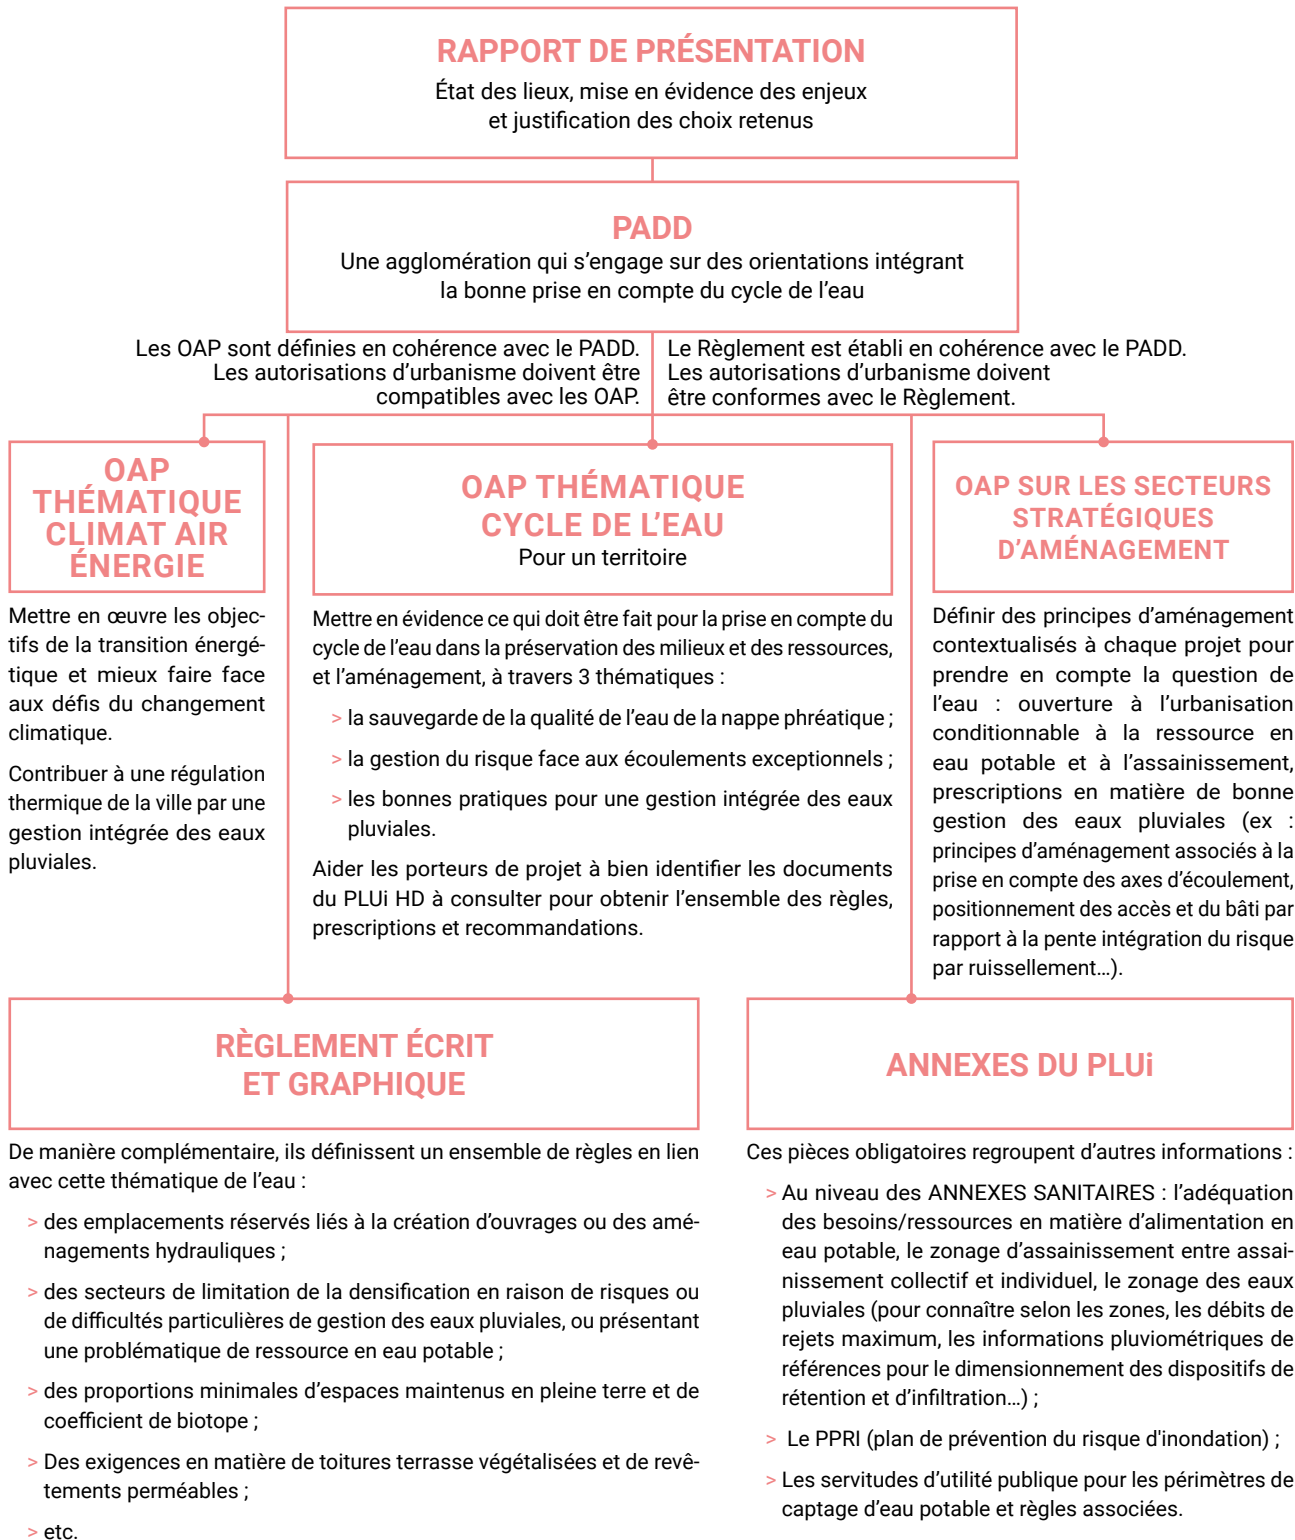 RAPPORT DE PRÉSENTATION
État des lieux, mise en évidence des enjeux
et justification des choix retenus
PADD
Une agglomération qui s'engage sur des orientations intégrant
la bonne prise en compte du cycle de l'eau
Les OAP sont définies en cohérence avec le PADD.
Les autorisations d'urbanisme doivent être
compatibles avec les OAP.
Le Règlement est établi en cohérence avec le PADD.
Les autorisations d'urbanisme doivent
être conformes avec le Règlement.
OAP
THÉMATIQUE
CLIMAT AIR
ÉNERGIE
Mettre en œuvre les objec-
tifs de la transition énergé-
tique et mieux faire face
aux défis du changement
climatique.
Contribuer à une régulation
thermique de la ville par une
gestion intégrée des eaux
pluviales.
OAP THÉMATIQUE
CYCLE DE L'EAU
Pour un territoire
Mettre en évidence ce qui doit être fait pour la prise en compte du
cycle de l'eau dans la préservation des milieux et des ressources,
et l'aménagement, à travers 3 thématiques :
> la sauvegarde de la qualité de l'eau de la nappe phréatique ;
> la gestion du risque face aux écoulements exceptionnels ;
> les bonnes pratiques pour une gestion intégrée des eaux
pluviales.
Aider les porteurs de projet à bien identifier les documents
du PLUi HD à consulter pour obtenir l'ensemble des règles,
prescriptions et recommandations.
OAP SUR LES SECTEURS
STRATÉGIQUES
D'AMÉNAGEMENT
Définir des principes d'aménagement
contextualisés à chaque projet pour
prendre en compte la question de
l'eau : ouverture à l'urbanisation
conditionnable à la ressource en
eau potable et à l'assainissement,
prescriptions en matière de bonne
gestion des eaux pluviales (ex :
principes d'aménagement associés à la
prise en compte des axes d'écoulement,
positionnement des accès et du bâti par
rapport à la pente intégration du risque
par ruissellement…).
RÈGLEMENT ÉCRIT
ET GRAPHIQUE
De manière complémentaire, ils définissent un ensemble de règles en lien
avec cette thématique de l'eau :
> des emplacements réservés liés à la création d'ouvrages ou des amé-
nagements hydrauliques ;
> des secteurs de limitation de la densification en raison de risques ou
de difficultés particulières de gestion des eaux pluviales, ou présentant
une problématique de ressource en eau potable ;
> des proportions minimales d'espaces maintenus en pleine terre et de
coefficient de biotope ;
> Des exigences en matière de toitures terrasse végétalisées et de revê-
tements perméables ;
> etc.
ANNEXES DU PLUi
Ces pièces obligatoires regroupent d'autres informations :
> Au niveau des ANNEXES SANITAIRES : l'adéquation
des besoins/ressources en matière d'alimentation en
eau potable, le zonage d'assainissement entre assai-
nissement collectif et individuel, le zonage des eaux
pluviales (pour connaître selon les zones, les débits de
rejets maximum, les informations pluviométriques de
références pour le dimensionnement des dispositifs de
rétention et d'infiltration…) ;
> Le PPRI (plan de prévention du risque d'inondation) ;
> Les servitudes d'utilité publique pour les périmètres de
captage d'eau potable et règles associées.